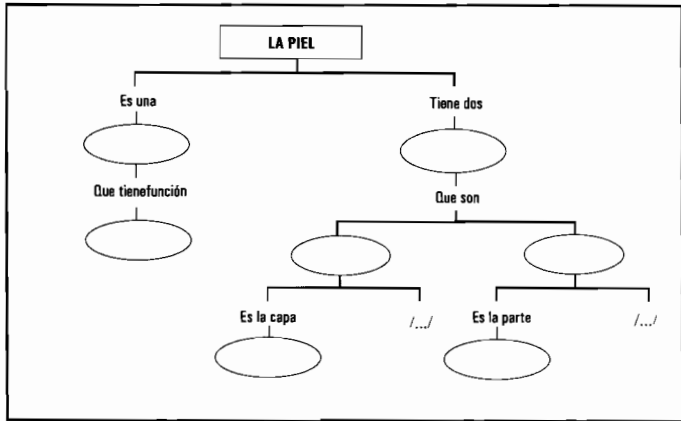 LA PIEL
Es una
Tiene dos
Que tienefunción
Que son
Es la capa
/.../
Es la parte
/.../